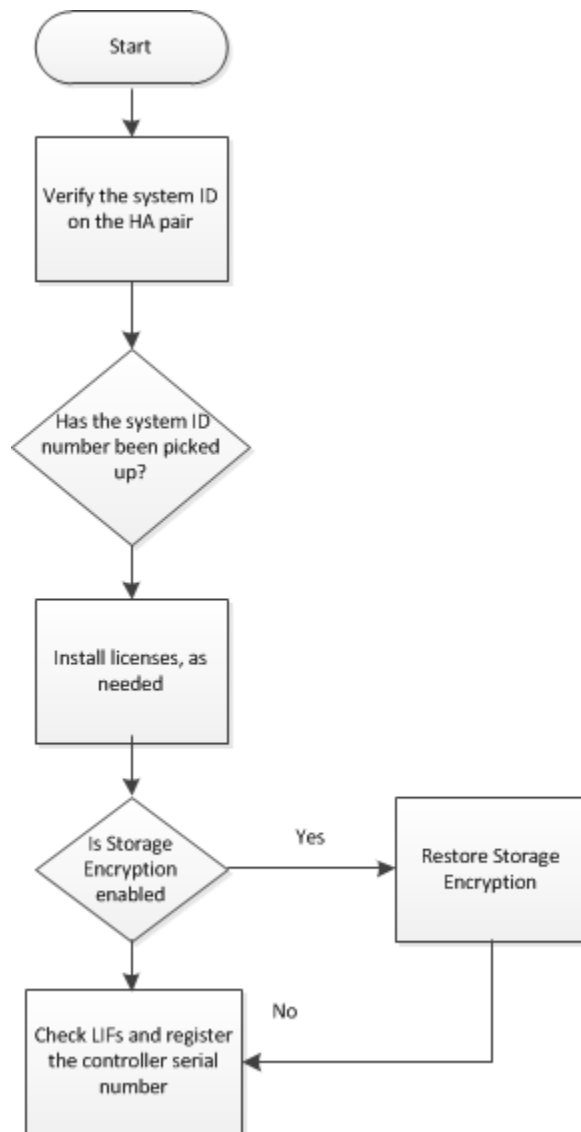 Start
Verify the system ID
on the HA pair
Has the system ID
number been picked
up?
Install licenses, as
needed
Is Storage
Encryption
enabled
Yes
Restore Storage
Encryption
No
Check LIFs and register
the controller serial
number